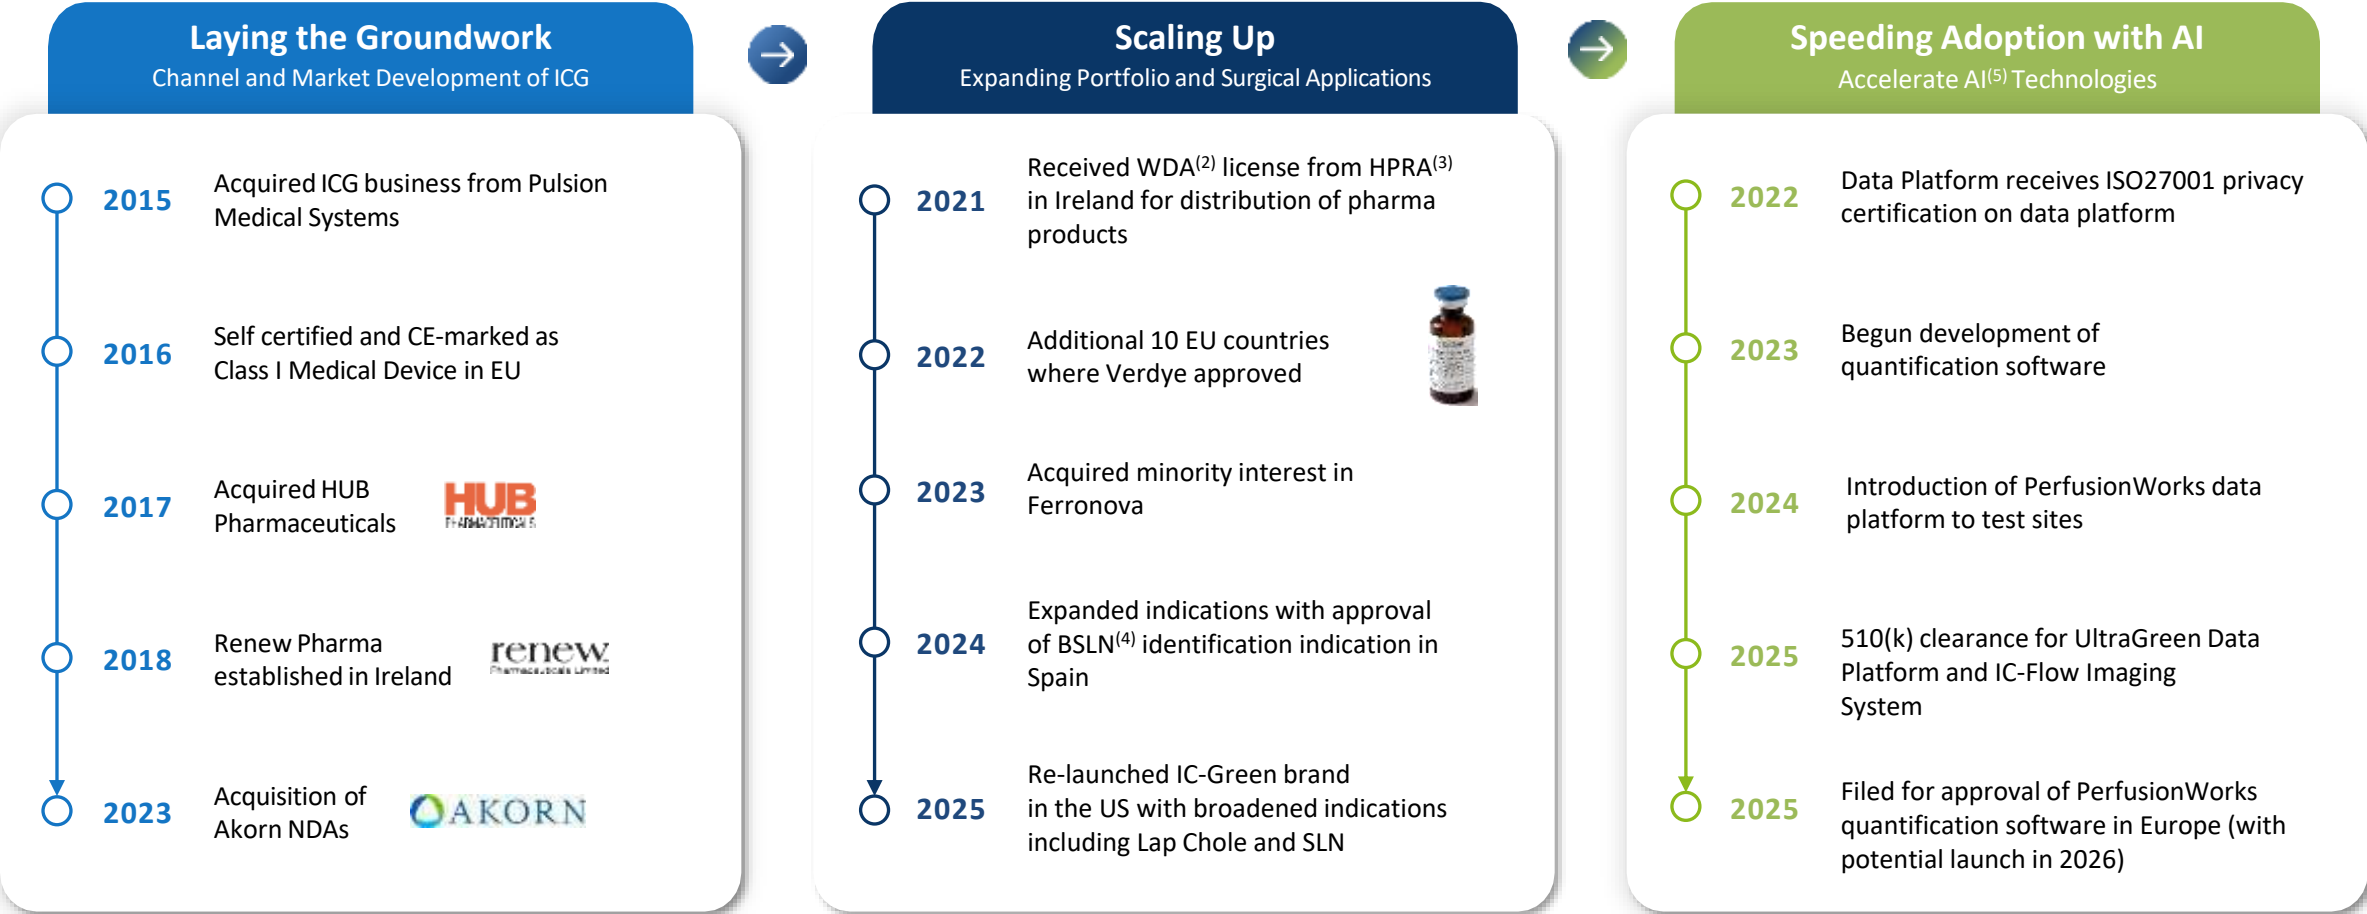 Laying the Groundwork
Channel and Market Development of ICG
2015
Acquired ICG business from Pulsion
Medical Systems
2016
Self certified and CE-marked as
Class I Medical Device in EU
2017
Acquired HUB
Pharmaceuticals
HUB
PHARMACEUTICALS
2018
Renew Pharma
established in Ireland
renew
Pharmaceuticals Limited
2023
Acquisition of
Akorn NDAs
AKORN
Scaling Up
Expanding Portfolio and Surgical Applications
2021
Received WDA(2) license from HPRA(3)
in Ireland for distribution of pharma
products
2022
Additional 10 EU countries
where Verdye approved
2023
Acquired minority interest in
Ferronova
2024
Expanded indications with approval
of BSLN(4) identification indication in
Spain
2025
Re-launched IC-Green brand
in the US with broadened indications
including Lap Chole and SLN
Speeding Adoption with AI
Accelerate AI(5) Technologies
2022
Data Platform receives ISO27001 privacy
certification on data platform
2023
Begun development of
quantification software
2024
Introduction of PerfusionWorks data
platform to test sites
2025
510(k) clearance for UltraGreen Data
Platform and IC-Flow Imaging
System
2025
Filed for approval of PerfusionWorks
quantification software in Europe (with
potential launch in 2026)